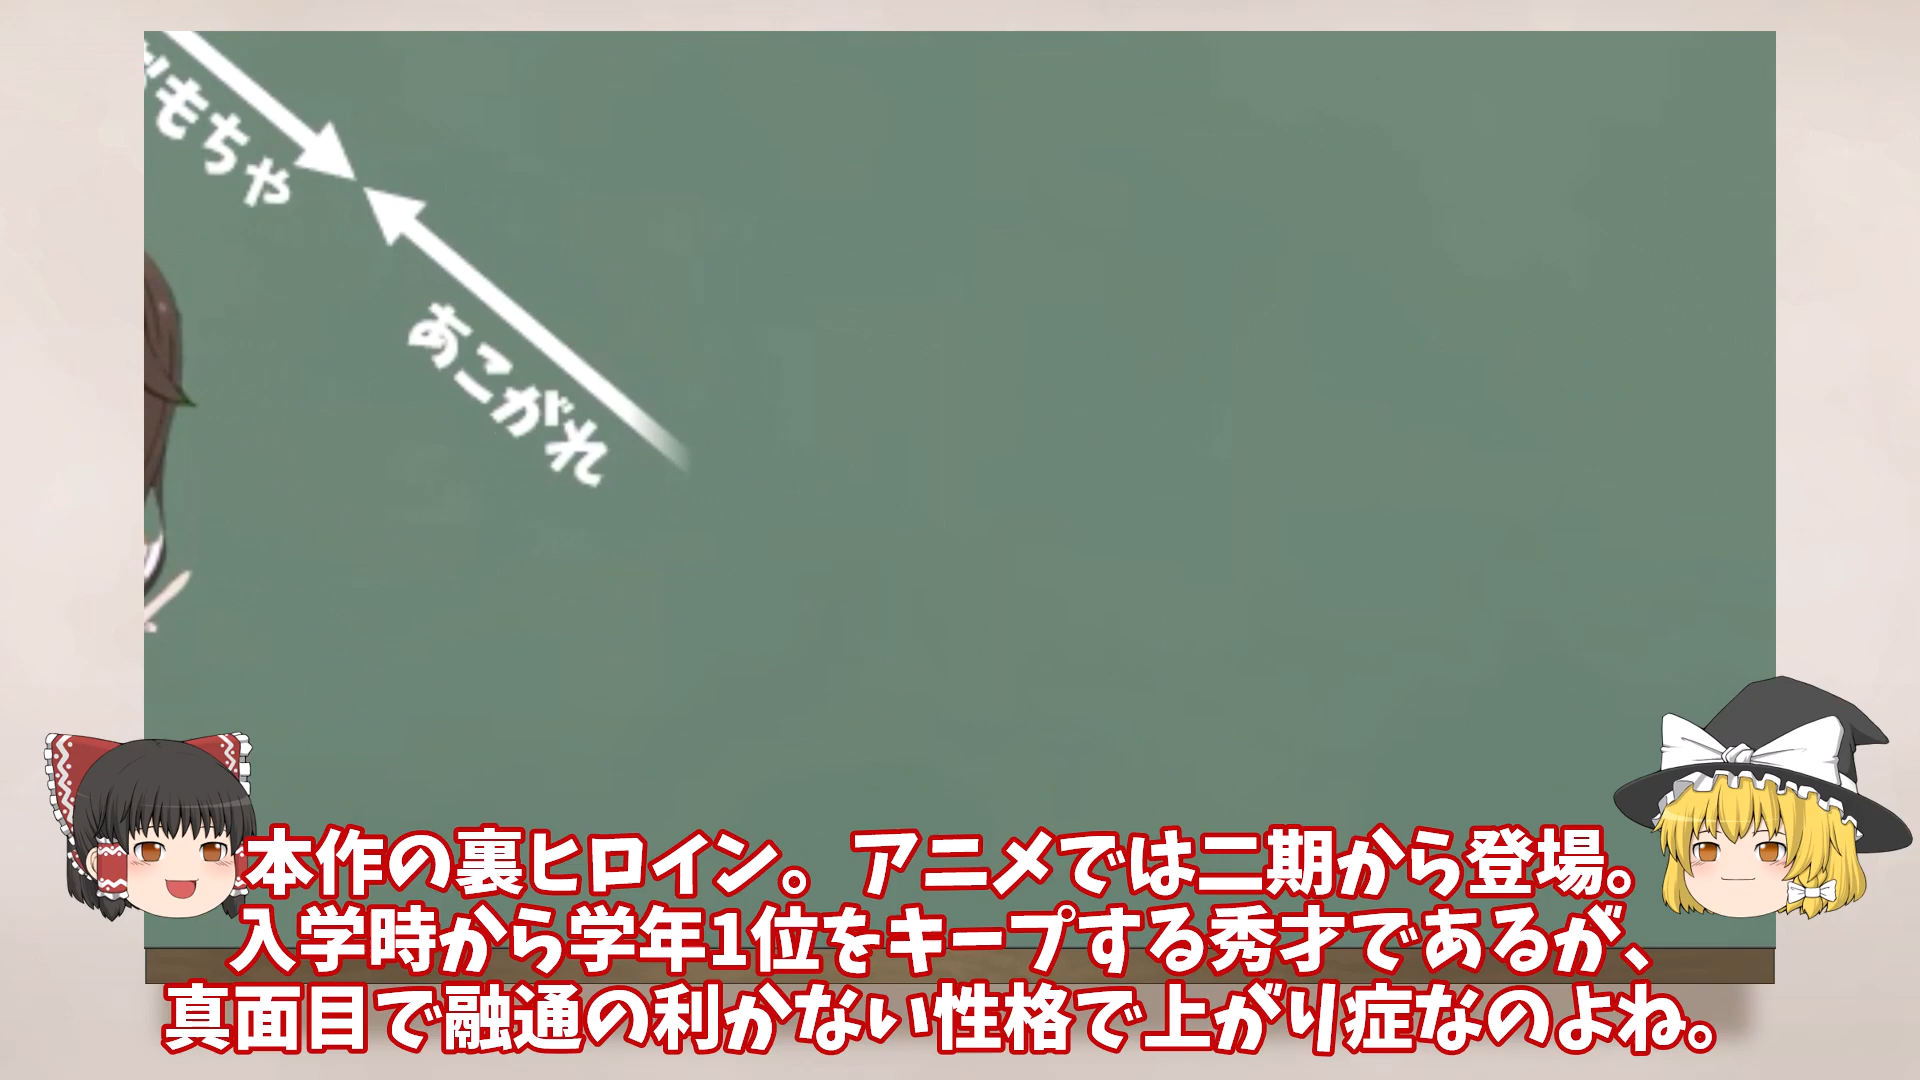 もちゃ
あこがれ
本作の裏ヒロイン。アニメでは二期から登場。
入学時から学年1位をキープする秀才であるが、
真面目で融通の利かない性格で上がり症なのよね。